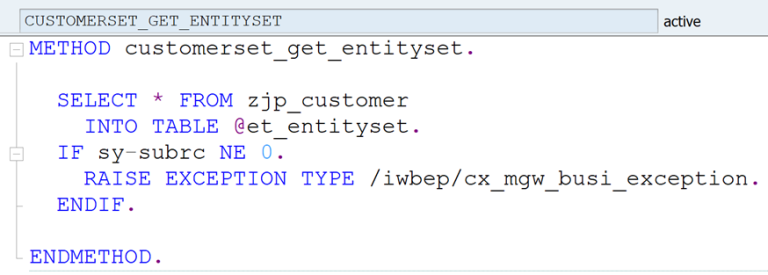 CUSTOMERSET_GET_ENTITYSET active
METHOD customerset_get_entityset.
SELECT * FROM zjp_customer
INTO TABLE @et_entityset.
IF sy-subrc NE 0.
RAISE EXCEPTION TYPE /iwbep/cx_mgw_busi_exception.
ENDIF.
ENDMETHOD.